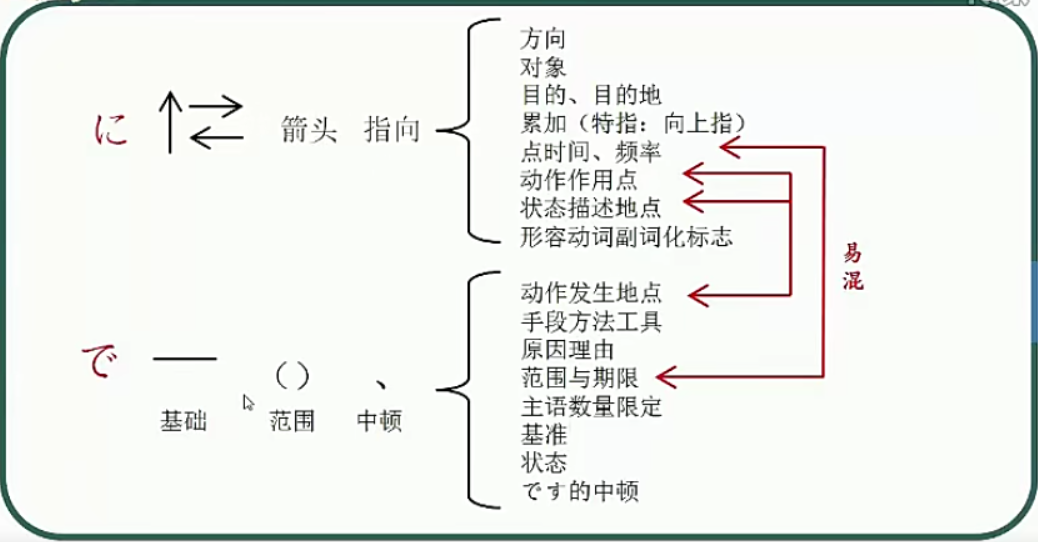 に
箭头 指向
方向
对象
目的、目的地
累加（特指：向上指）
点时间、频率
动作作用点
状态描述地点
形容动词副词化标志
で
（）
、
基础
范围
中顿
动作发生地点
手段方法工具
原因理由
范围与期限
主语数量限定
基准
状态
です的中顿
易
混